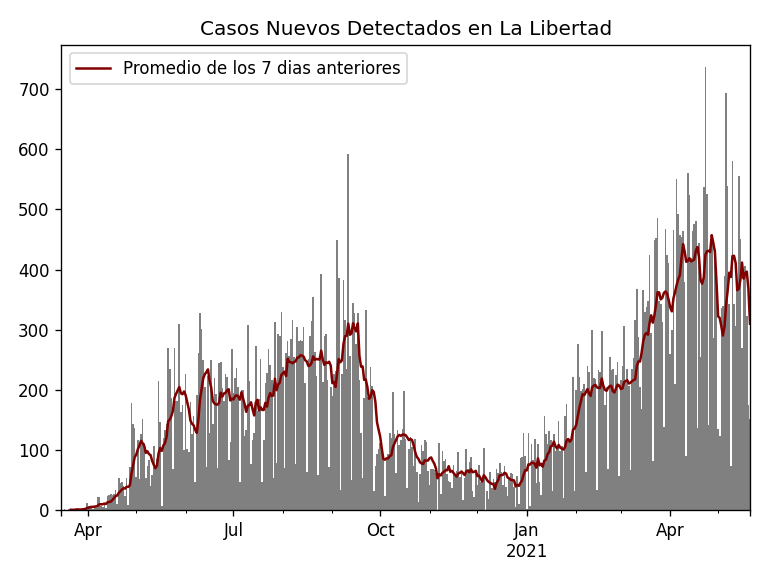 Casos Nuevos Detectados en La Libertad
Promedio de los 7 dias anteriores
700
600
500
400
300
200
100
0
Apr
Jul
Oct
Jan
2021
Apr